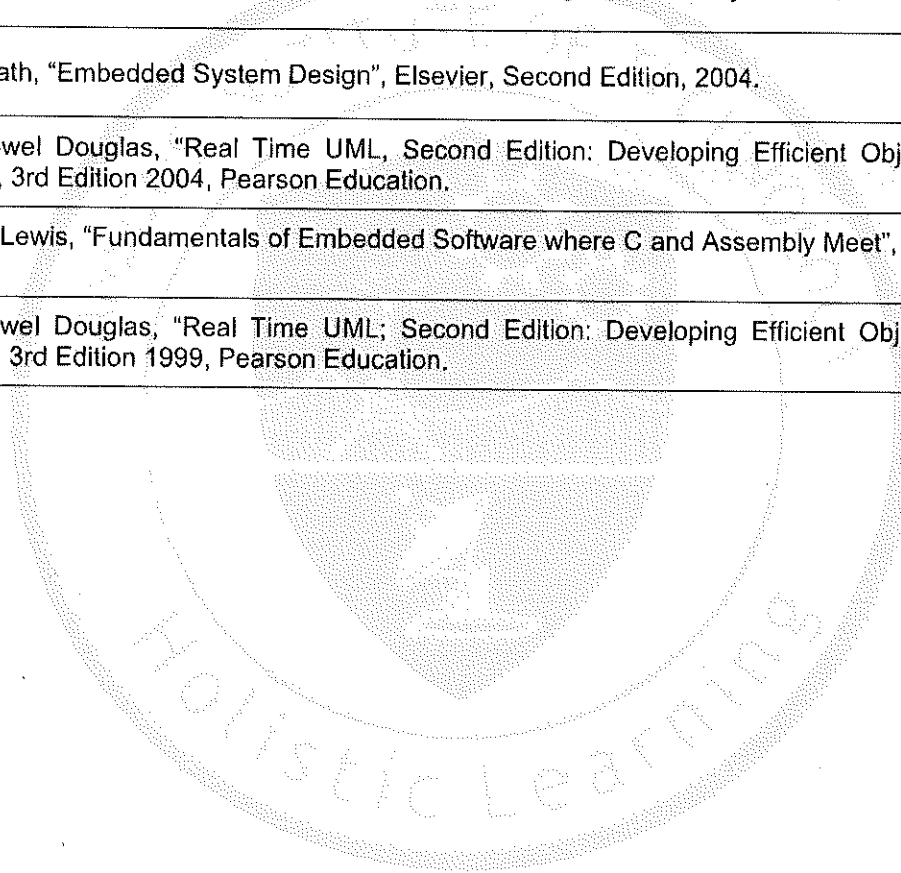 ath, “Embedded System Design”, Elsevier, Second Edition, 2004.
wel Douglas, “Real Time UML, Second Edition: Developing Efficient Obj
, 3rd Edition 2004, Pearson Education.
Lewis, “Fundamentals of Embedded Software where C and Assembly Meet”,
wel Douglas, “Real Time UML; Second Edition: Developing Efficient Obj
3rd Edition 1999, Pearson Education.
Holistic Learning